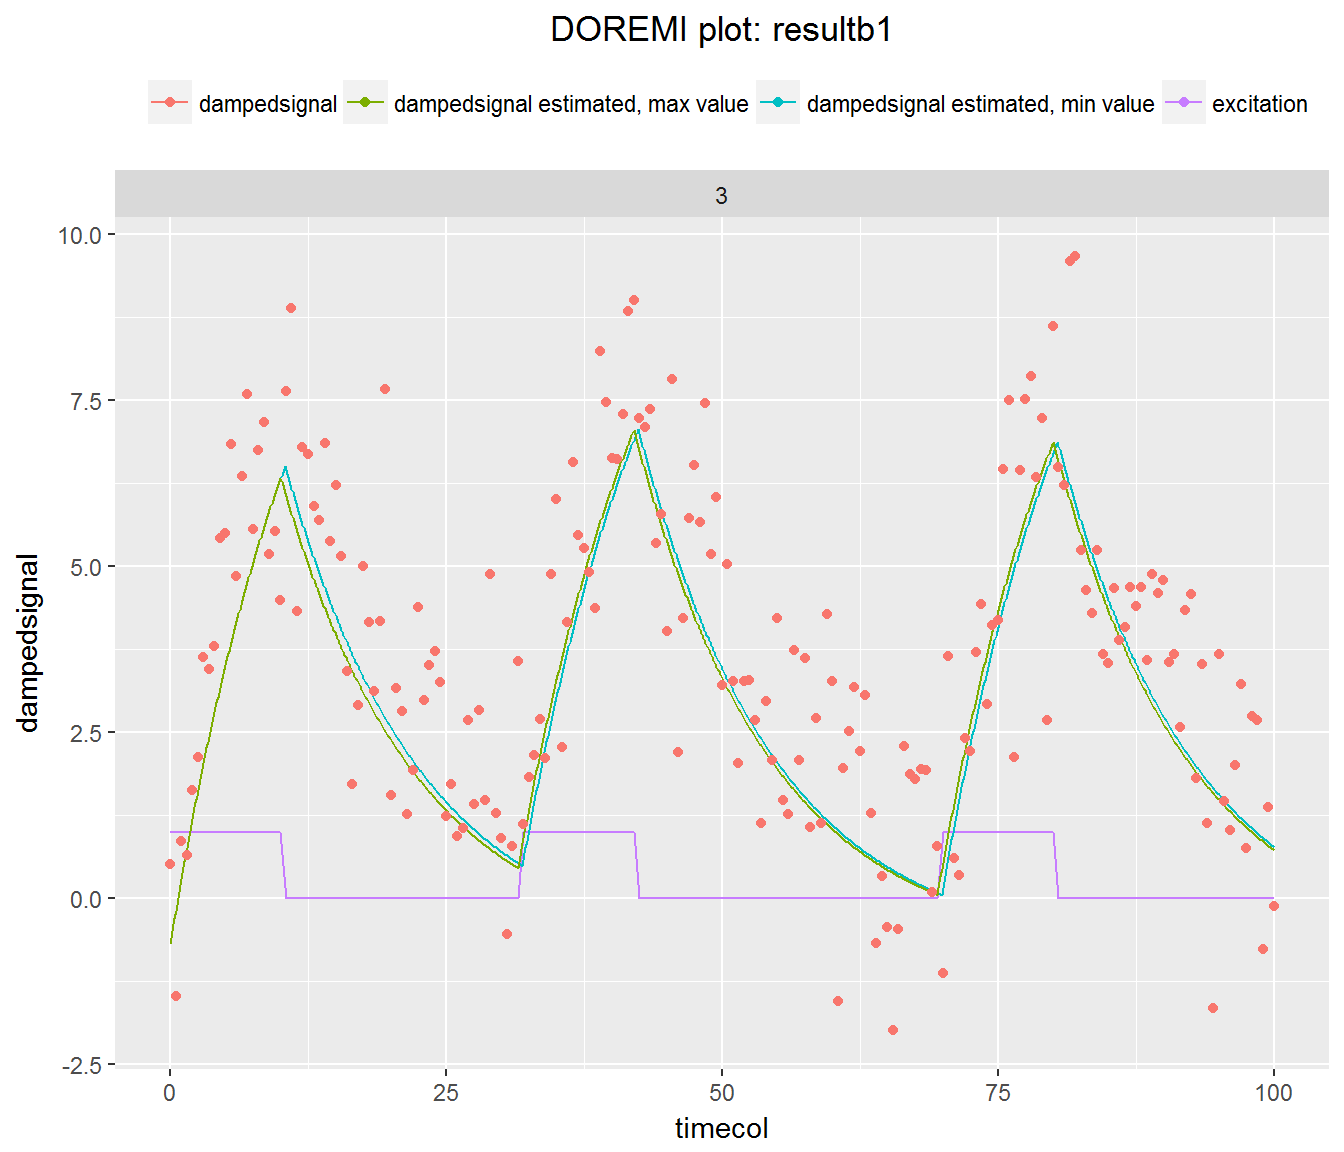 DOREMI plot: resultb1
dampedsignal dampedsignal estimated, max value dampedsignal estimated, min value excitation
3
10.0
7.5
5.0
2.5
0.0
-2.5
dampedsignal
0 25 50 75 100
timecol